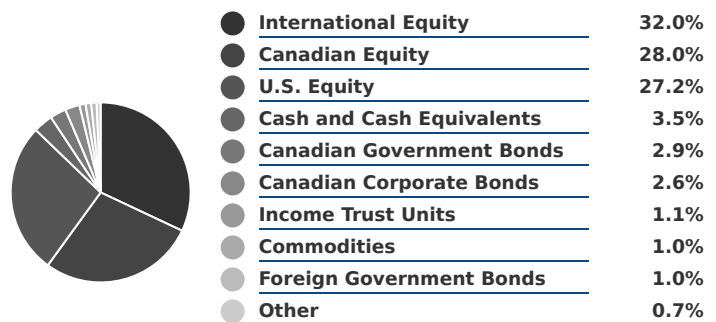 International Equity 32.0%
Canadian Equity 28.0%
U.S. Equity 27.2%
Cash and Cash Equivalents 3.5%
Canadian Government Bonds 2.9%
Canadian Corporate Bonds 2.6%
Income Trust Units 1.1%
Commodities 1.0%
Foreign Government Bonds 1.0%
Other 0.7%